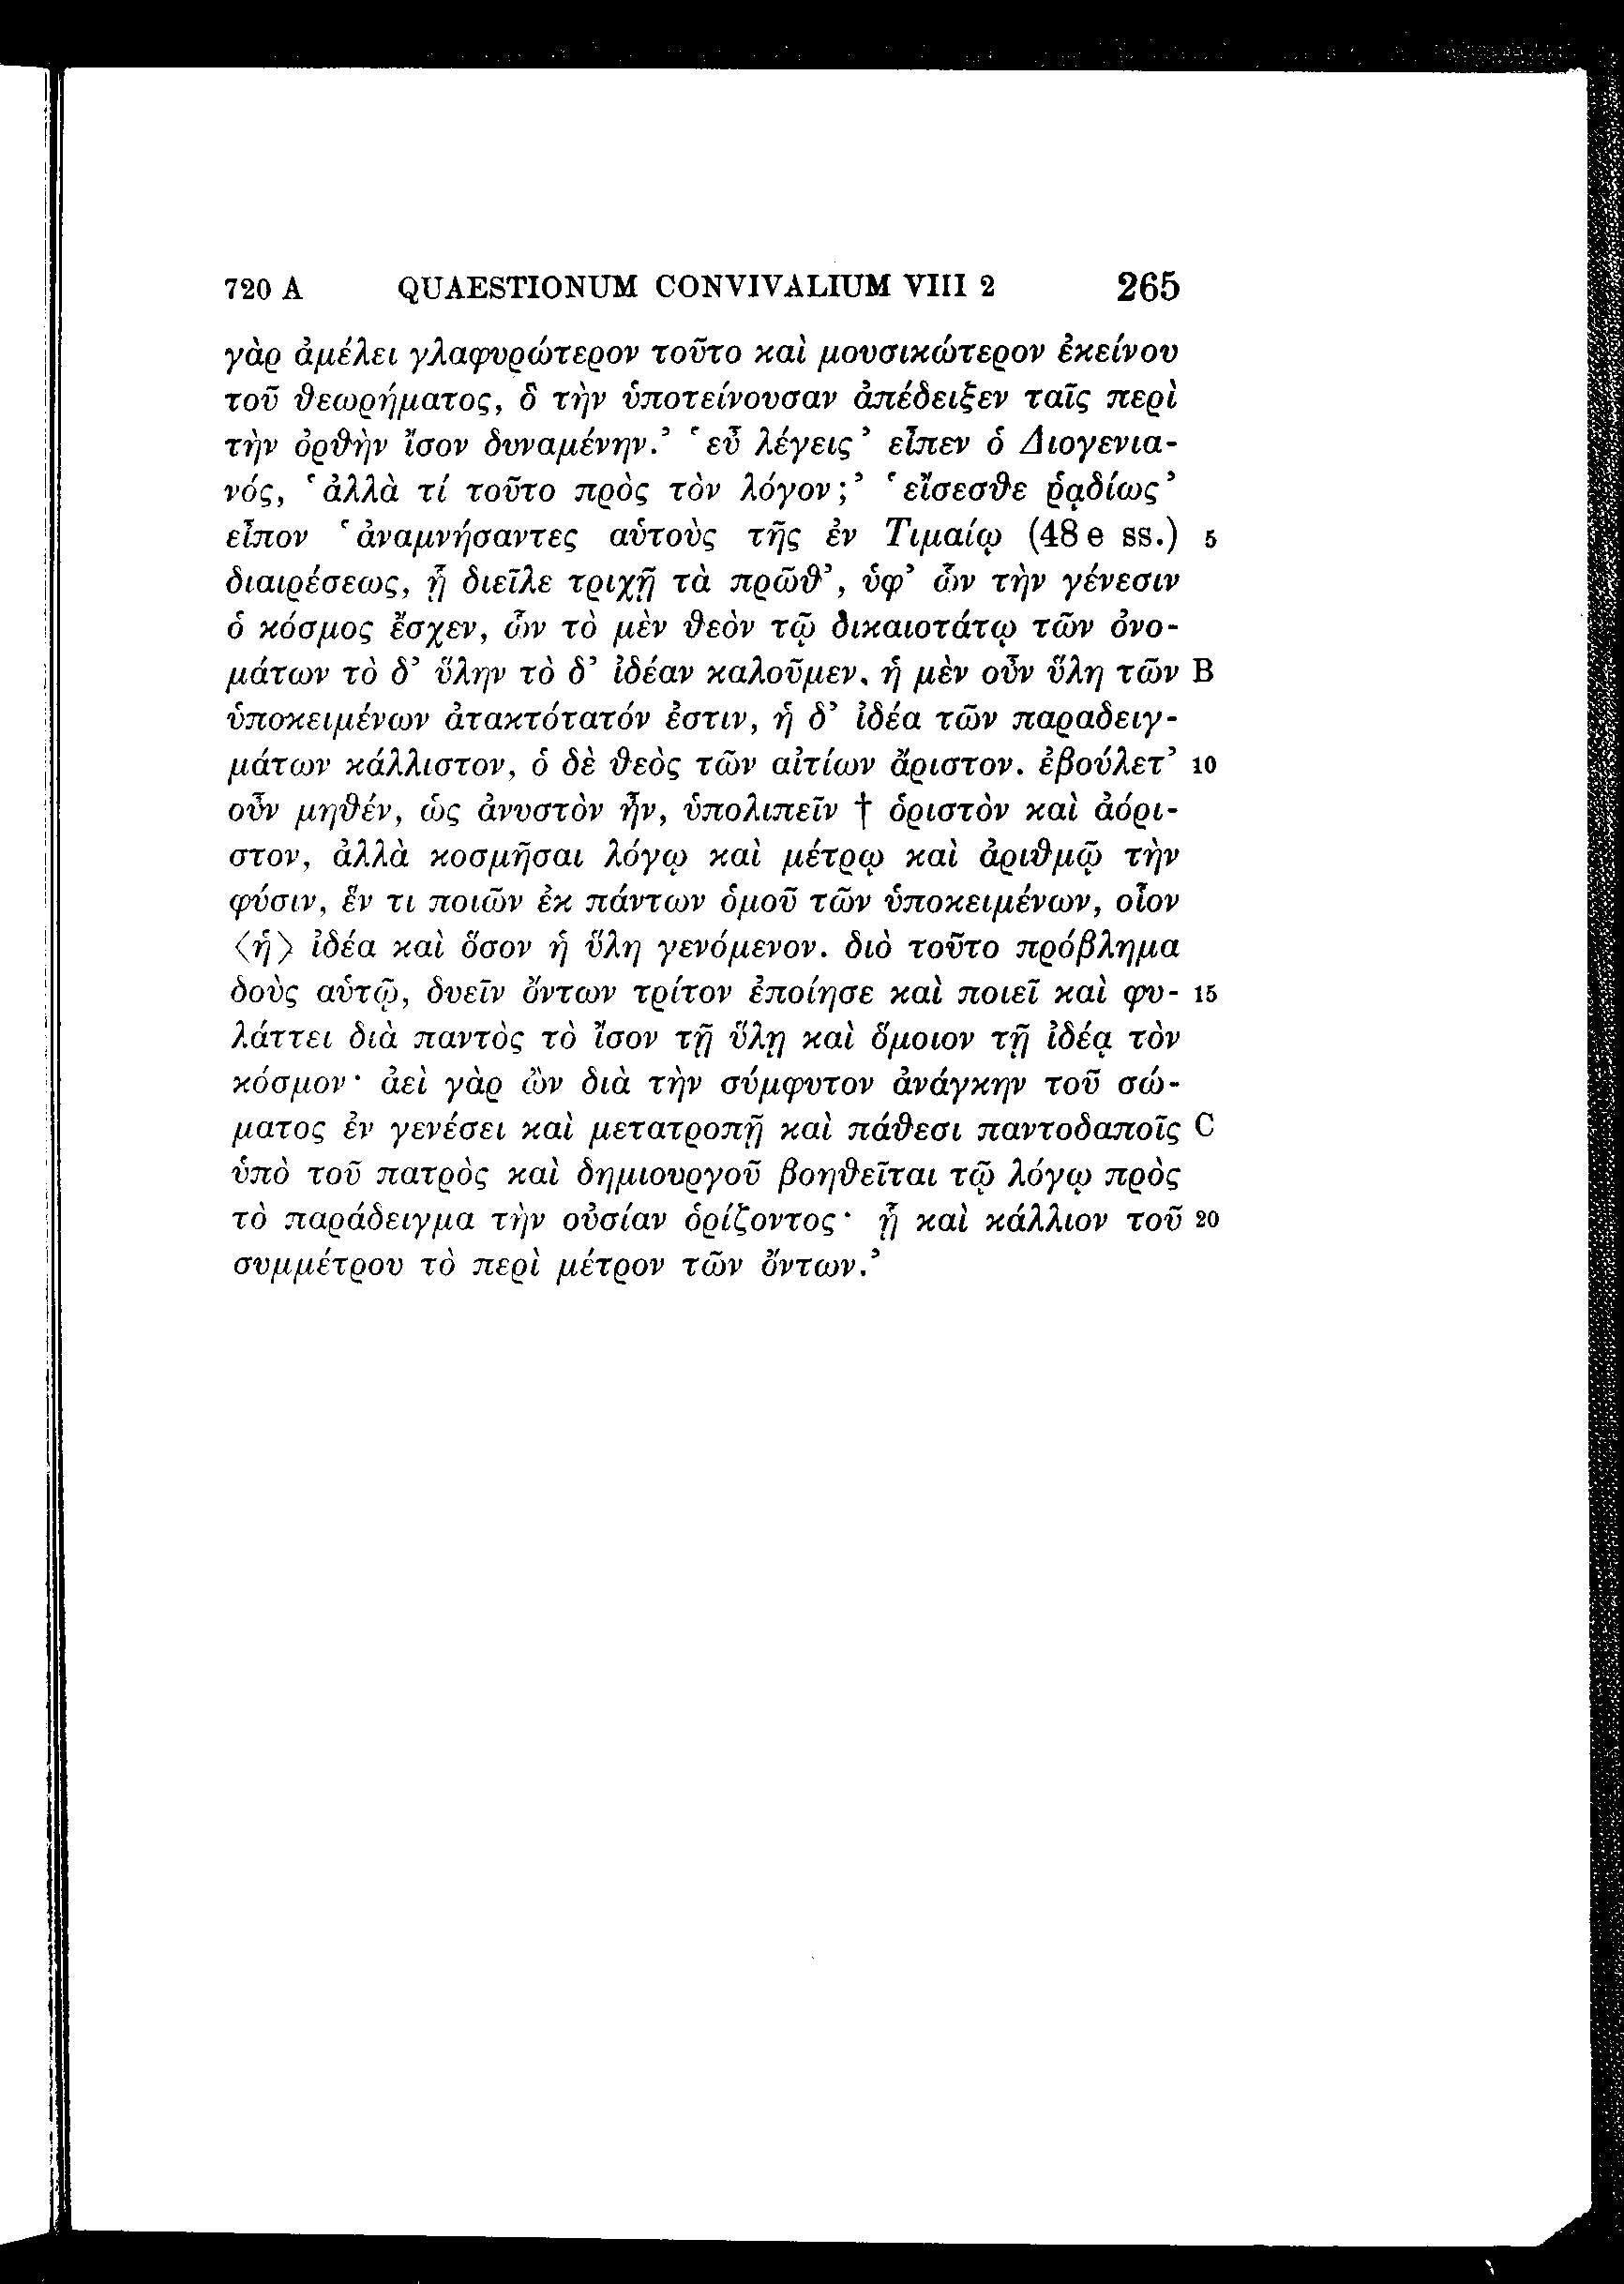 720 A QUAESTIONUM CONVIVALIUM VIII 2 265
γὰρ ἀμέλει γλαφυρώτερον τοῦτο καὶ μουσικώτερον ἐκείνου
τοῦ θεωρήματος, ὃ τὴν ὑποτείνουσαν ἀπέδειξεν ταῖς περὶ
τὴν ὀρθὴν ἴσον δυναμένην.’ ‘εὖ λέγεις’ εἶπεν ὁ Διογενια-
νός, ‘ἀλλὰ τί τοῦτο πρὸς τὸν λόγον;’ ‘εἴσεσθε ῥᾳδίως’
εἶπον ‘ἀναμνήσαντες αὑτοὺς τῆς ἐν Τιμαίῳ (48 e ss.) 5
διαιρέσεως, ᾗ διεῖλε τριχῇ τὰ πρῶθ’, ὑφ’ ὧν τὴν γένεσιν
ὁ κόσμος ἔσχεν, ὧν τὸ μὲν θεὸν τῷ δικαιοτάτῳ τῶν ὀνο-
μάτων τὸ δ’ ὕλην τὸ δ’ ἰδέαν καλοῦμεν. ἡ μὲν οὖν ὕλη τῶν B
ὑποκειμένων ἀτακτότατόν ἐστιν, ἡ δ’ ἰδέα τῶν παραδειγ-
μάτων κάλλιστον, ὁ δὲ θεὸς τῶν αἰτίων ἄριστον. ἐβούλετ’ 10
οὖν μηθέν, ὡς ἀνυστὸν ἦν, ὑπολιπεῖν † ὁριστὸν καὶ ἀόρι-
στον, ἀλλὰ κοσμῆσαι λόγῳ καὶ μέτρῳ καὶ ἀριθμῷ τὴν
φύσιν, ἕν τι ποιῶν ἐκ πάντων ὁμοῦ τῶν ὑποκειμένων, οἷον
⟨ἡ⟩ ἰδέα καὶ ὅσον ἡ ὕλη γενόμενον. διὸ τοῦτο πρόβλημα
δοὺς αὑτῷ, δυεῖν ὄντων τρίτον ἐποίησε καὶ ποιεῖ καὶ φυ- 15
λάττει διὰ παντὸς τὸ ἴσον τῇ ὕλῃ καὶ ὅμοιον τῇ ἰδέᾳ τὸν
κόσμον· ἀεὶ γὰρ ὢν διὰ τὴν σύμφυτον ἀνάγκην τοῦ σώ-
ματος ἐν γενέσει καὶ μετατροπῇ καὶ πάθεσι παντοδαποῖς C
ὑπὸ τοῦ πατρὸς καὶ δημιουργοῦ βοηθεῖται τῷ λόγῳ πρὸς
τὸ παράδειγμα τὴν οὐσίαν ὁρίζοντος· ᾗ καὶ κάλλιον τοῦ 20
συμμέτρου τὸ περὶ μέτρον τῶν ὄντων.’